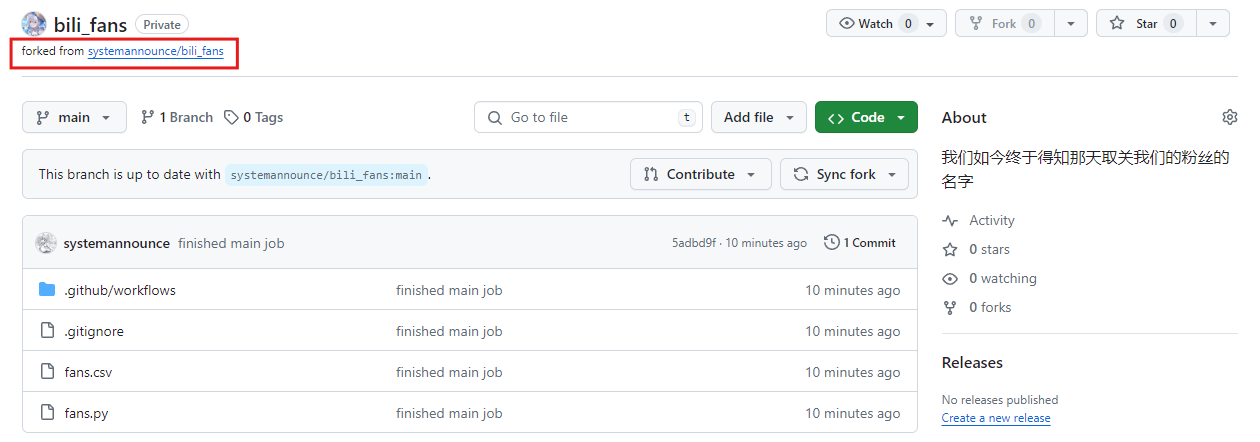 bili_fans Private
Watch 0
Fork 0
Star 0
forked from systemannounce/bili_fans
main
1 Branch
0 Tags
Go to file t
Add file
Code
This branch is up to date with systemannounce/bili_fans:main.
Contribute
Sync fork
systemannounce finished main job 5adbd9f · 10 minutes ago 1 Commit
.github/workflows finished main job 10 minutes ago
.gitignore finished main job 10 minutes ago
fans.csv finished main job 10 minutes ago
fans.py finished main job 10 minutes ago
About
我们如今终于得知那天取关我们的粉丝的
名字
Activity
0 stars
0 watching
0 forks
Releases
No releases published
Create a new release